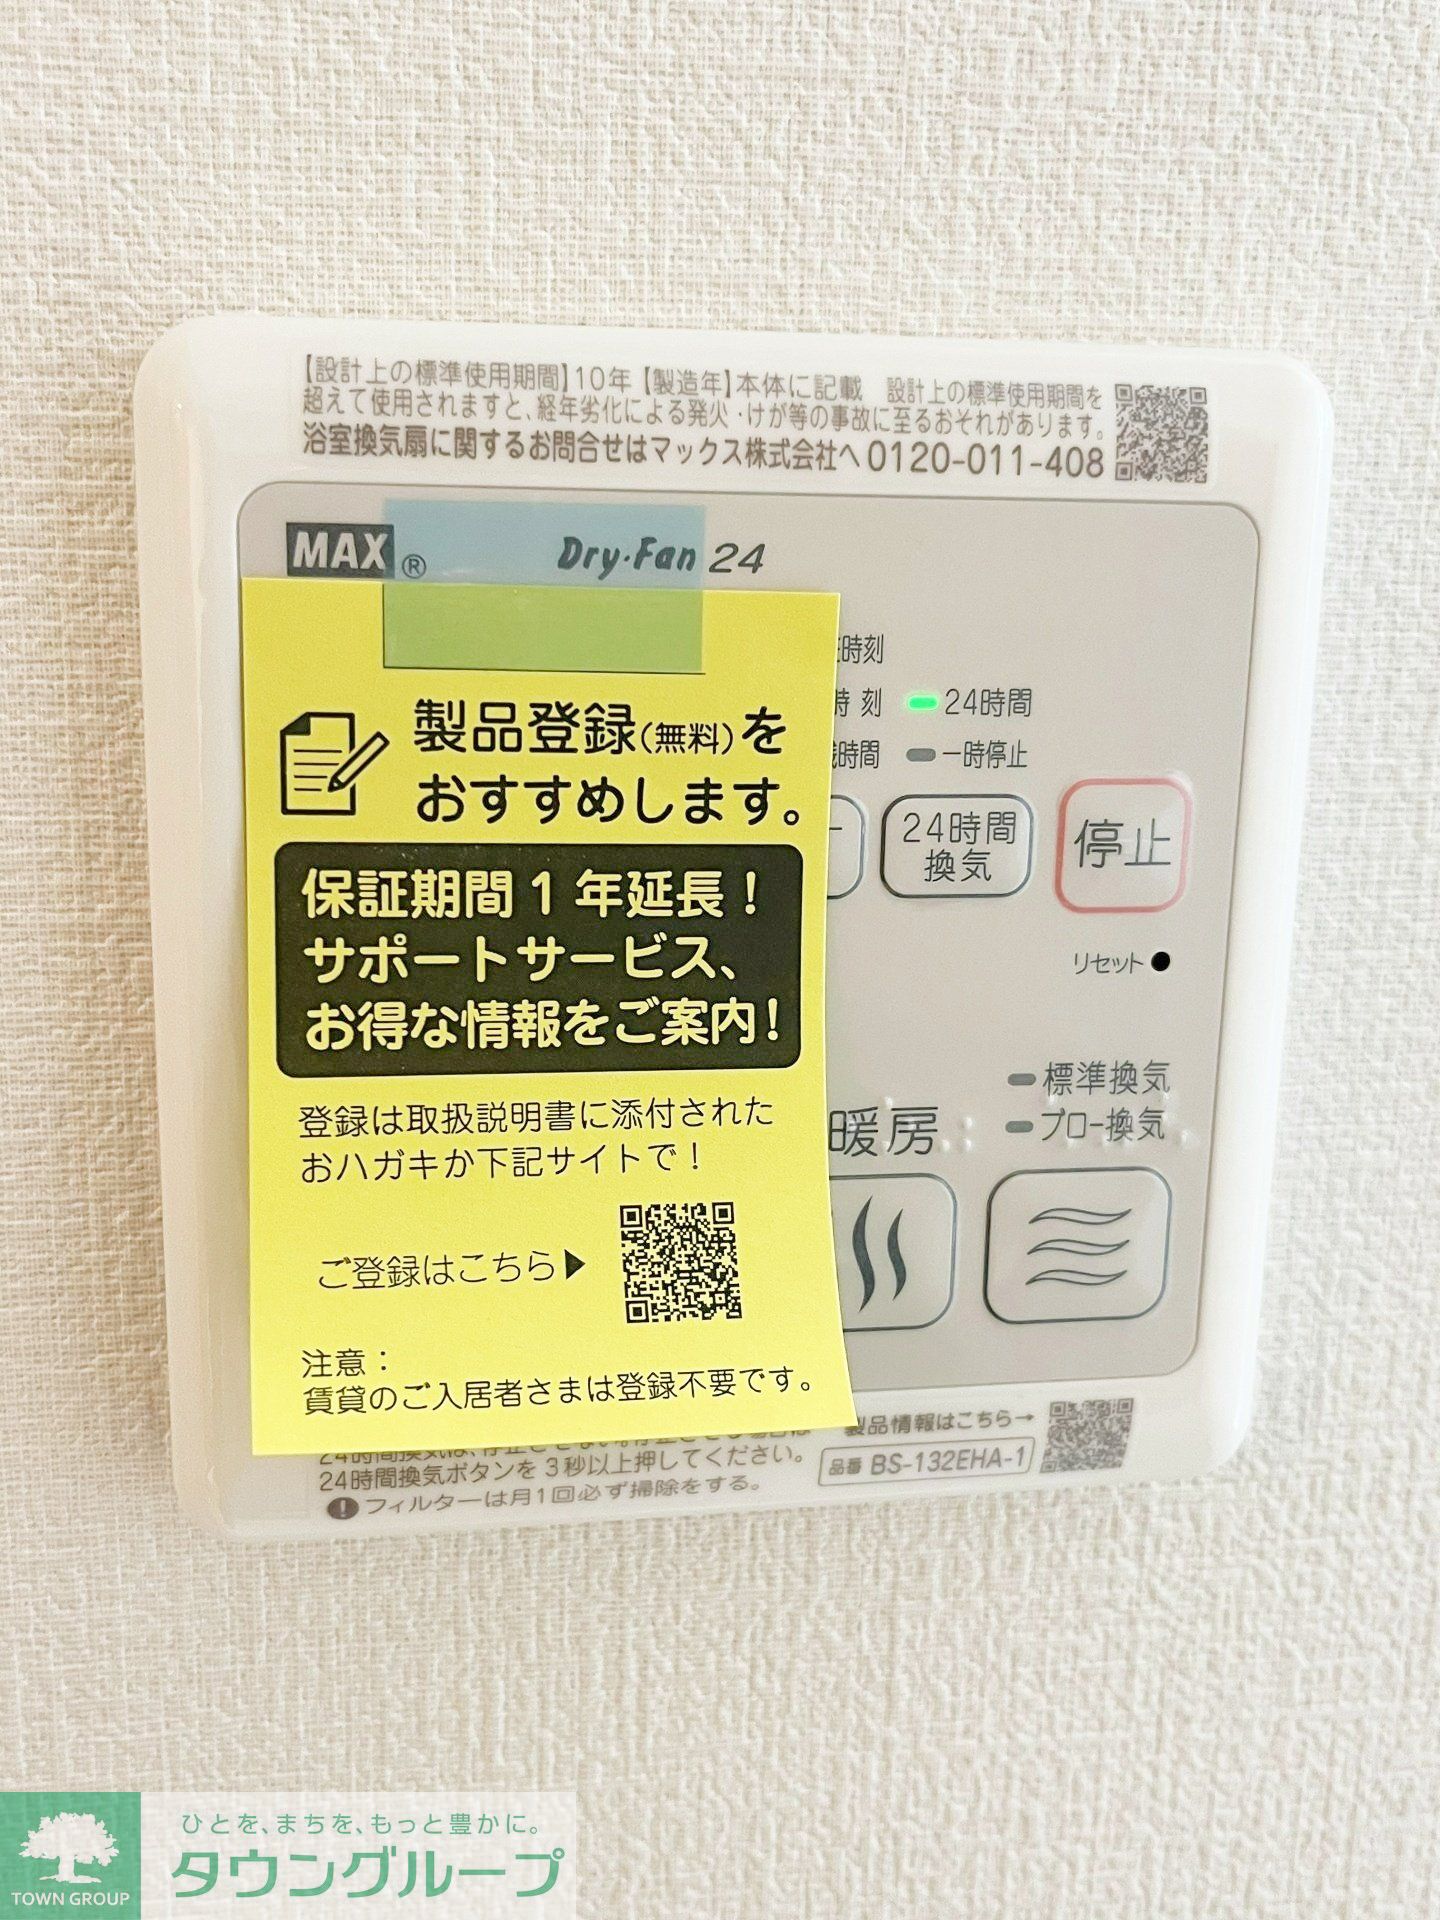 【設計上の標準使用期間】10年【製造年】本体に記載 設計上の標準使用期間を
超えて使用されますと、経年劣化による発火・けが等の事故に至るおそれがあります。
浴室換気扇に関するお問合せはマックス株式会社へ 0120-011-408
MAX® Dry・Fan 24
時刻
時刻 24時間
時間 一時停止
24時間
換気
停止
リセット
製品登録(無料)を
おすすめします。
保証期間1年延長！
サポートサービス、
お得な情報をご案内！
登録は取扱説明書に添付された
おハガキか下記サイトで！
ご登録はこちら▶
注意：
賃貸のご入居者さまは登録不要です。
標準換気
暖房 ブロー換気
製品情報はこちら→
24時間換気ボタンを3秒以上押してください。
品番 BS-132EHA-1
フィルターは月1回必ず掃除をする。
ひとを、まちを、もっと豊かに。
タウングループ
TOWN GROUP